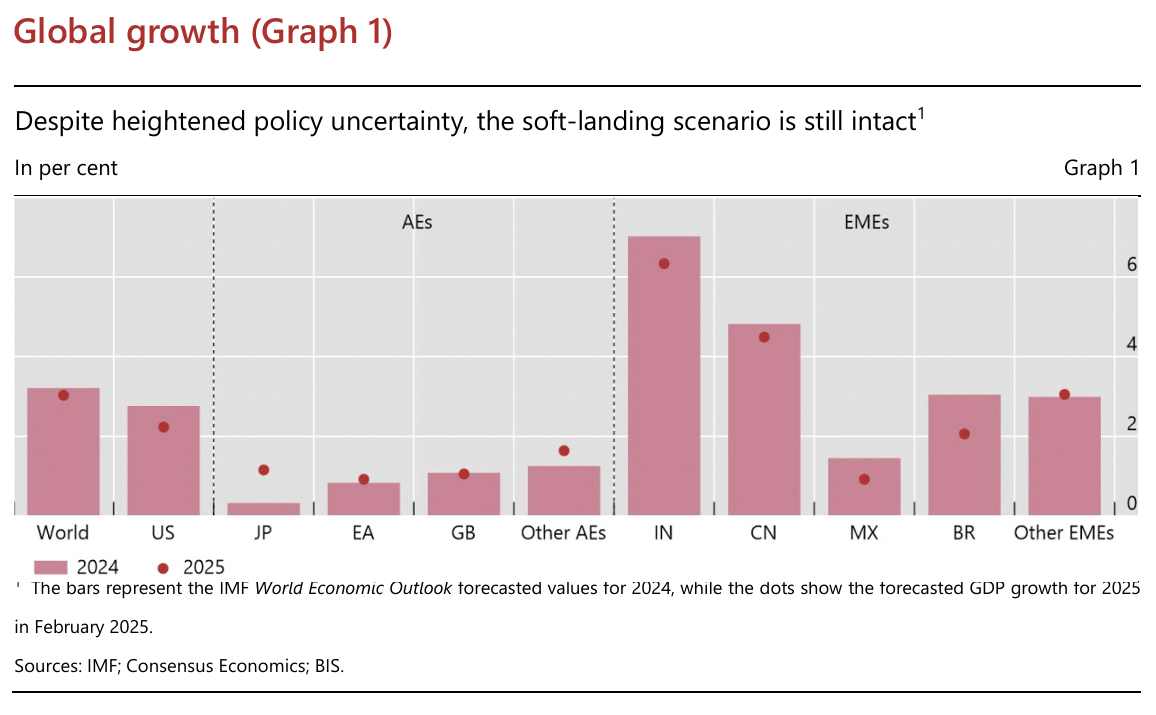 Global growth (Graph 1)
Despite heightened policy uncertainty, the soft-landing scenario is still intact¹
In per cent Graph 1
AEs EMEs
6
4
2
0
World US JP EA GB Other AEs IN CN MX BR Other EMEs
2024 2025
¹ The bars represent the IMF World Economic Outlook forecasted values for 2024, while the dots show the forecasted GDP growth for 2025
in February 2025.
Sources: IMF; Consensus Economics; BIS.